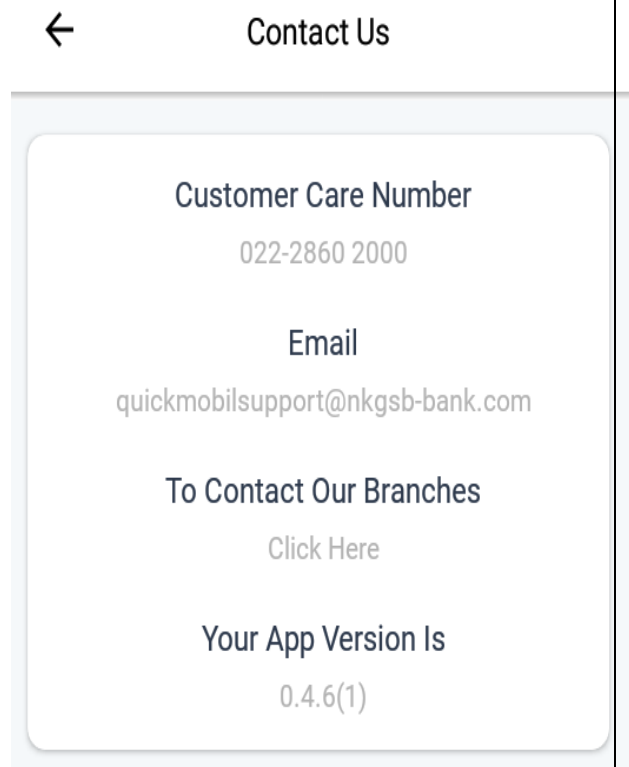 Contact Us
Customer Care Number
022-2860 2000
Email
quickmobilsupport@nkgsb-bank.com
To Contact Our Branches
Click Here
Your App Version Is
0.4.6(1)